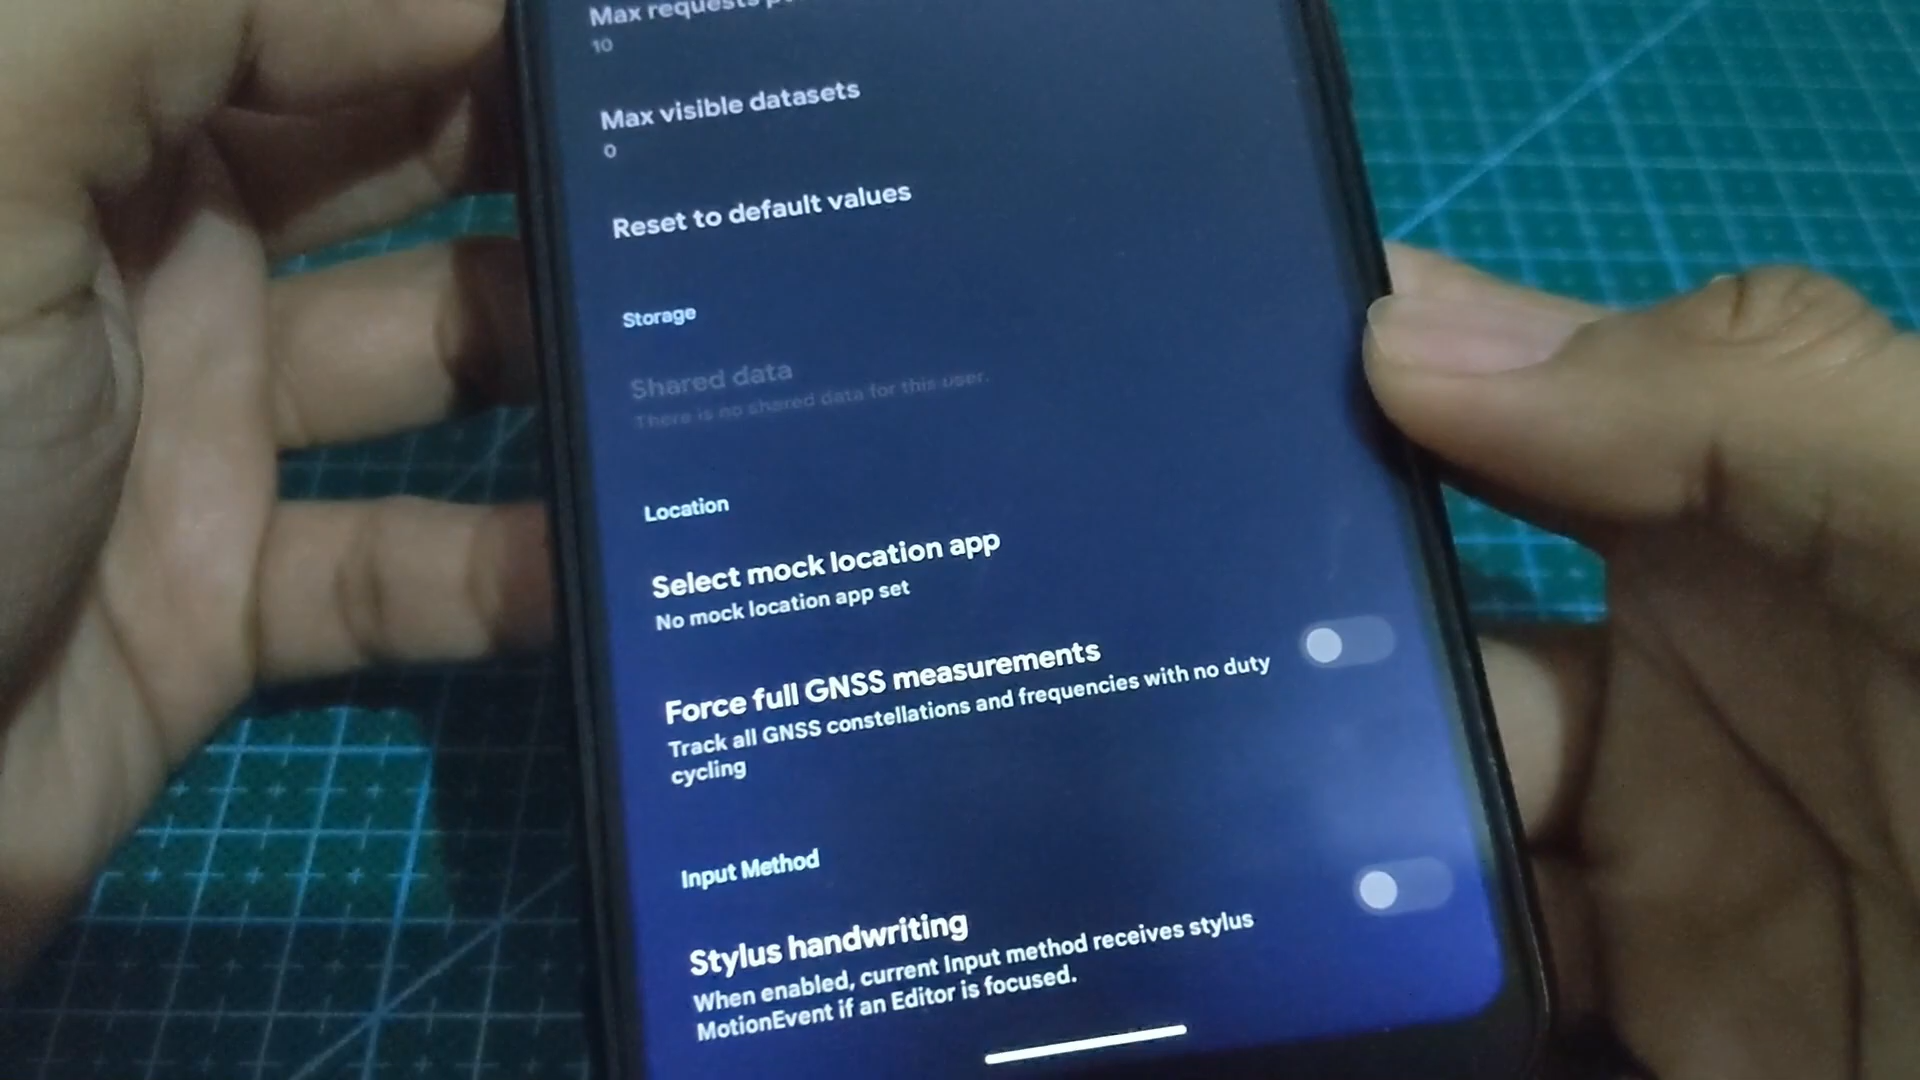 Max requests
10
Max visible datasets
0
Reset to default values
Storage
Shared data
There is no shared data for this user.
Location
Select mock location app
No mock location app set
Force full GNSS measurements
Track all GNSS constellations and frequencies with no duty
cycling
Input Method
Stylus handwriting
When enabled, current Input method receives stylus
MotionEvent if an Editor is focused.